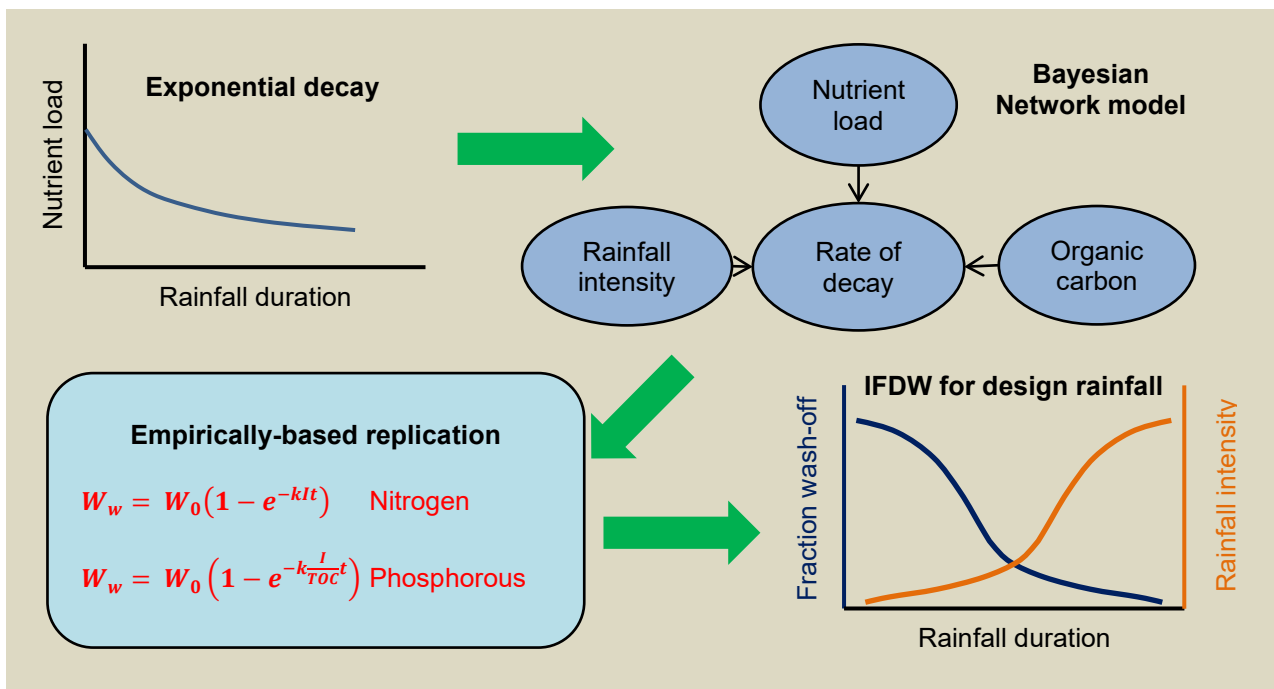 Exponential decay
Nutrient load
Rainfall duration
Bayesian
Network model
Nutrient
load
Rainfall
intensity
Rate of
decay
Organic
carbon
Empirically-based replication
W_w = W_0(1 − e^{−kIt}) Nitrogen
W_w = W_0 (1 − e^{−k\frac{I}{TOC}t}) Phosphorous
IFDW for design rainfall
Fraction wash-off
Rainfall intensity
Rainfall duration